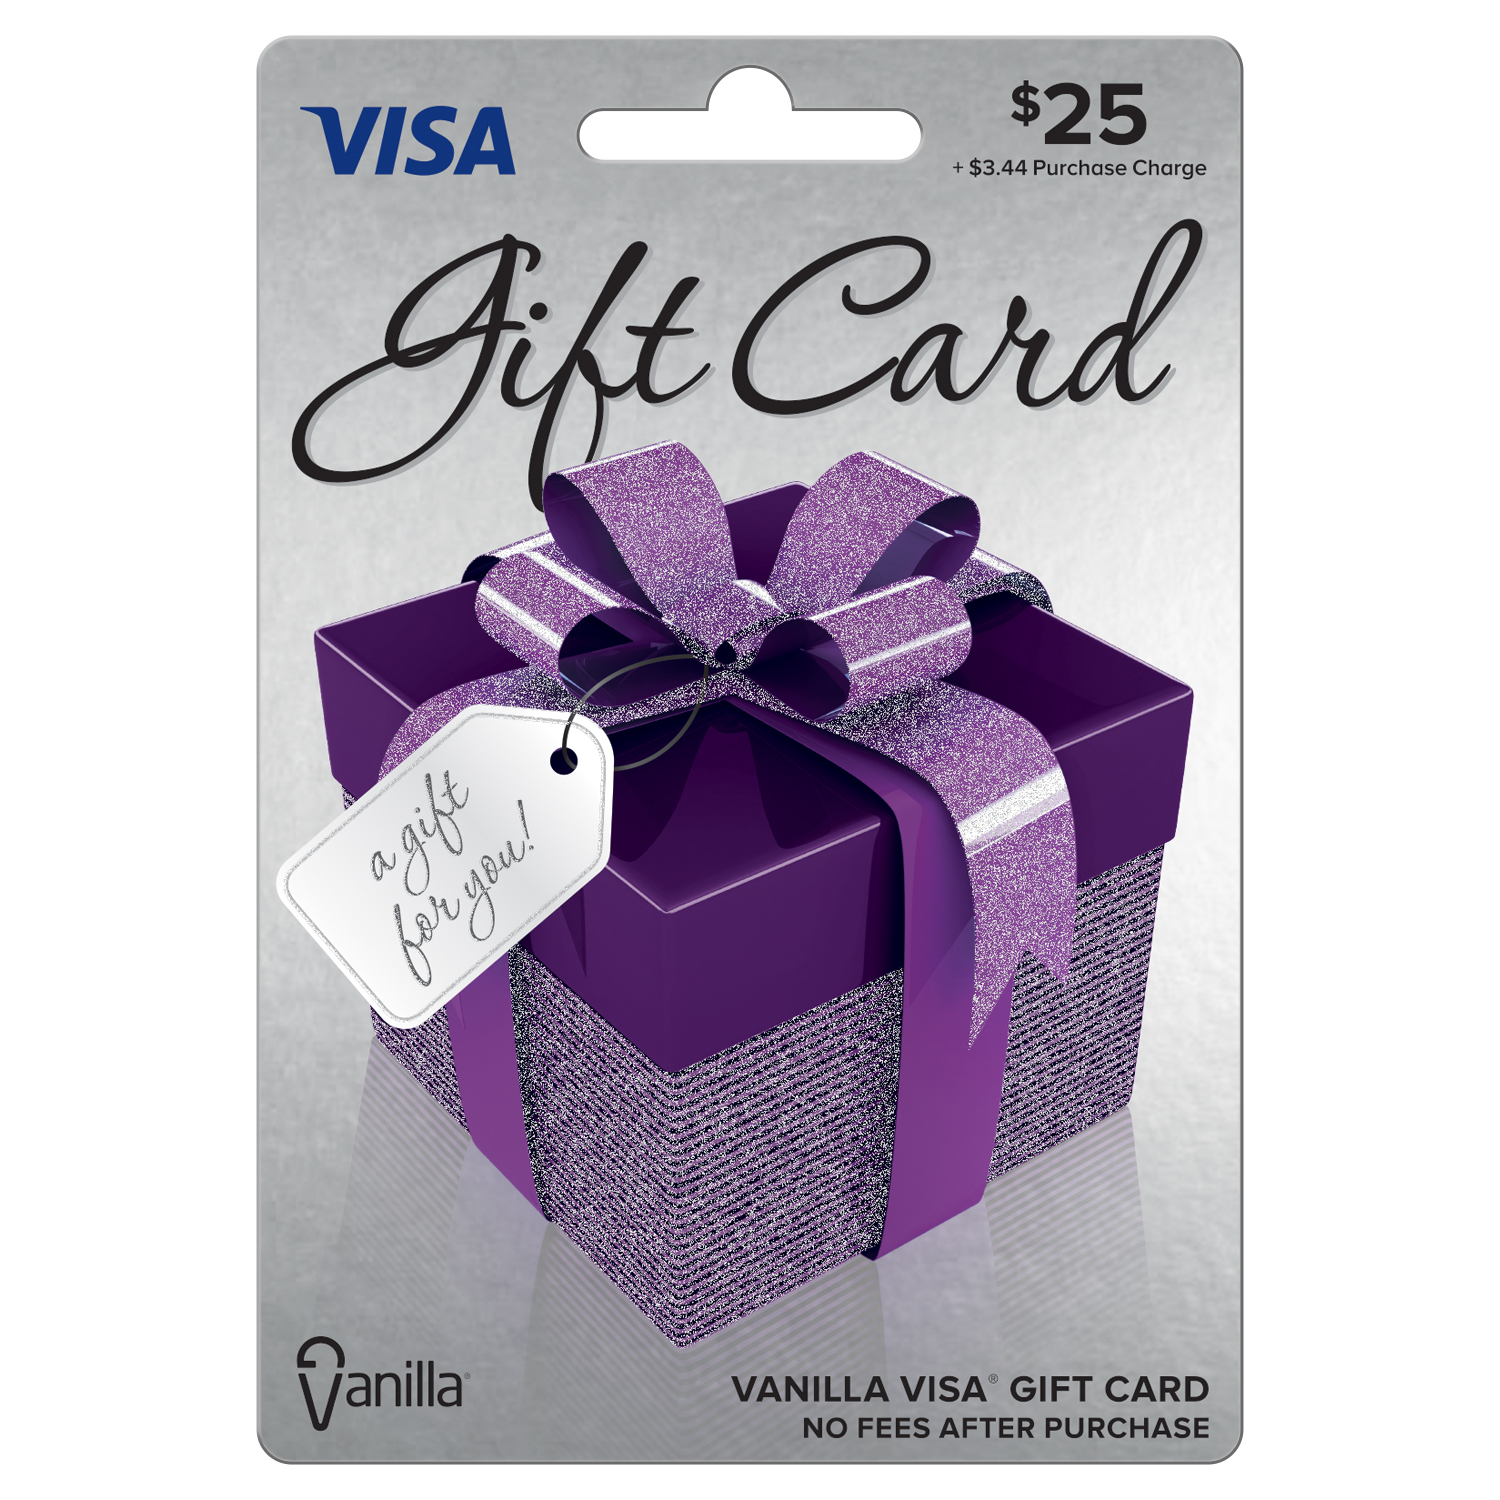 VISA
$25
+ $3.44 Purchase Charge
Gift Card
a gift
for you!
Vanilla®
VANILLA VISA® GIFT CARD
NO FEES AFTER PURCHASE